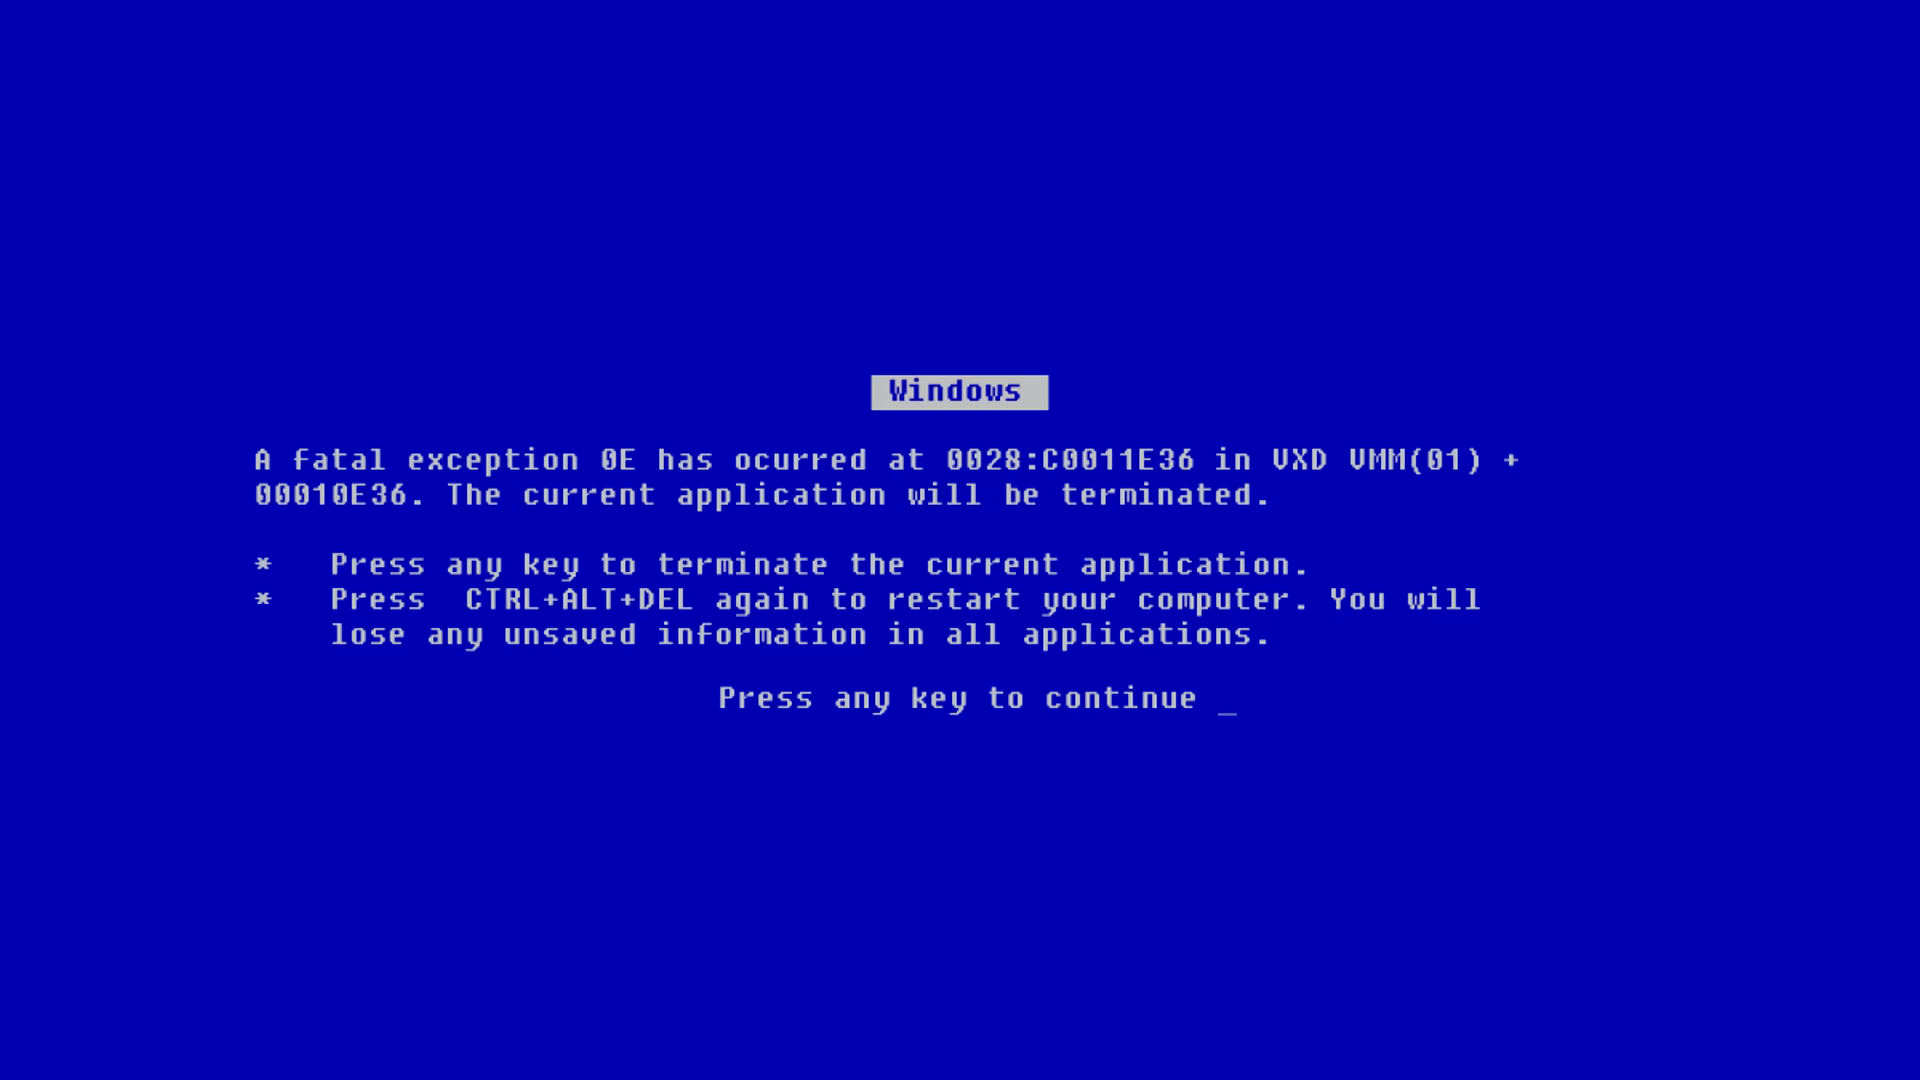 Windows
A fatal exception 0E has ocurred at 0028:C0011E36 in VXD VMM(01) +
00010E36. The current application will be terminated.
* Press any key to terminate the current application.
* Press  CTRL+ALT+DEL again to restart your computer. You will
lose any unsaved information in all applications.
Press any key to continue _